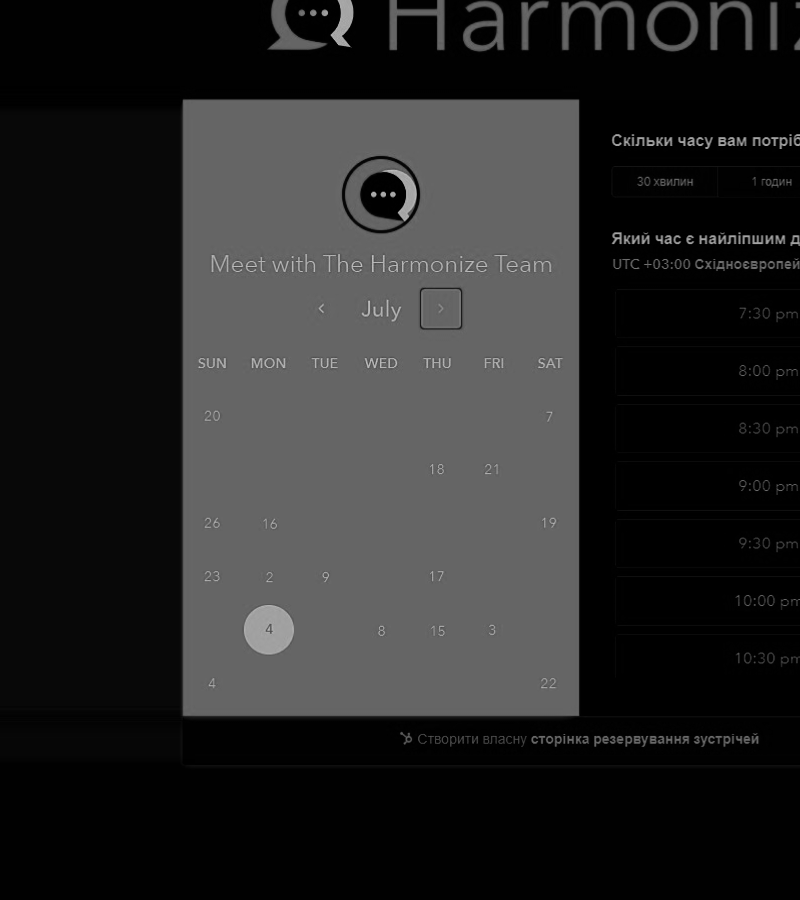 Harmoniz
Meet with The Harmonize Team
July
SUN MON TUE WED THU FRI SAT
20 7
18 21
26 16 19
23 2 9 17
4 8 15 3
4 22
Скільки часу вам потріб
30 хвилин 1 годин
Який час є найліпшим д
UTC +03:00 Східноєвропей
7:30 pm
8:00 pm
8:30 pm
9:00 pm
9:30 pm
10:00 pm
10:30 pm
Створити власну сторінка резервування зустрічей